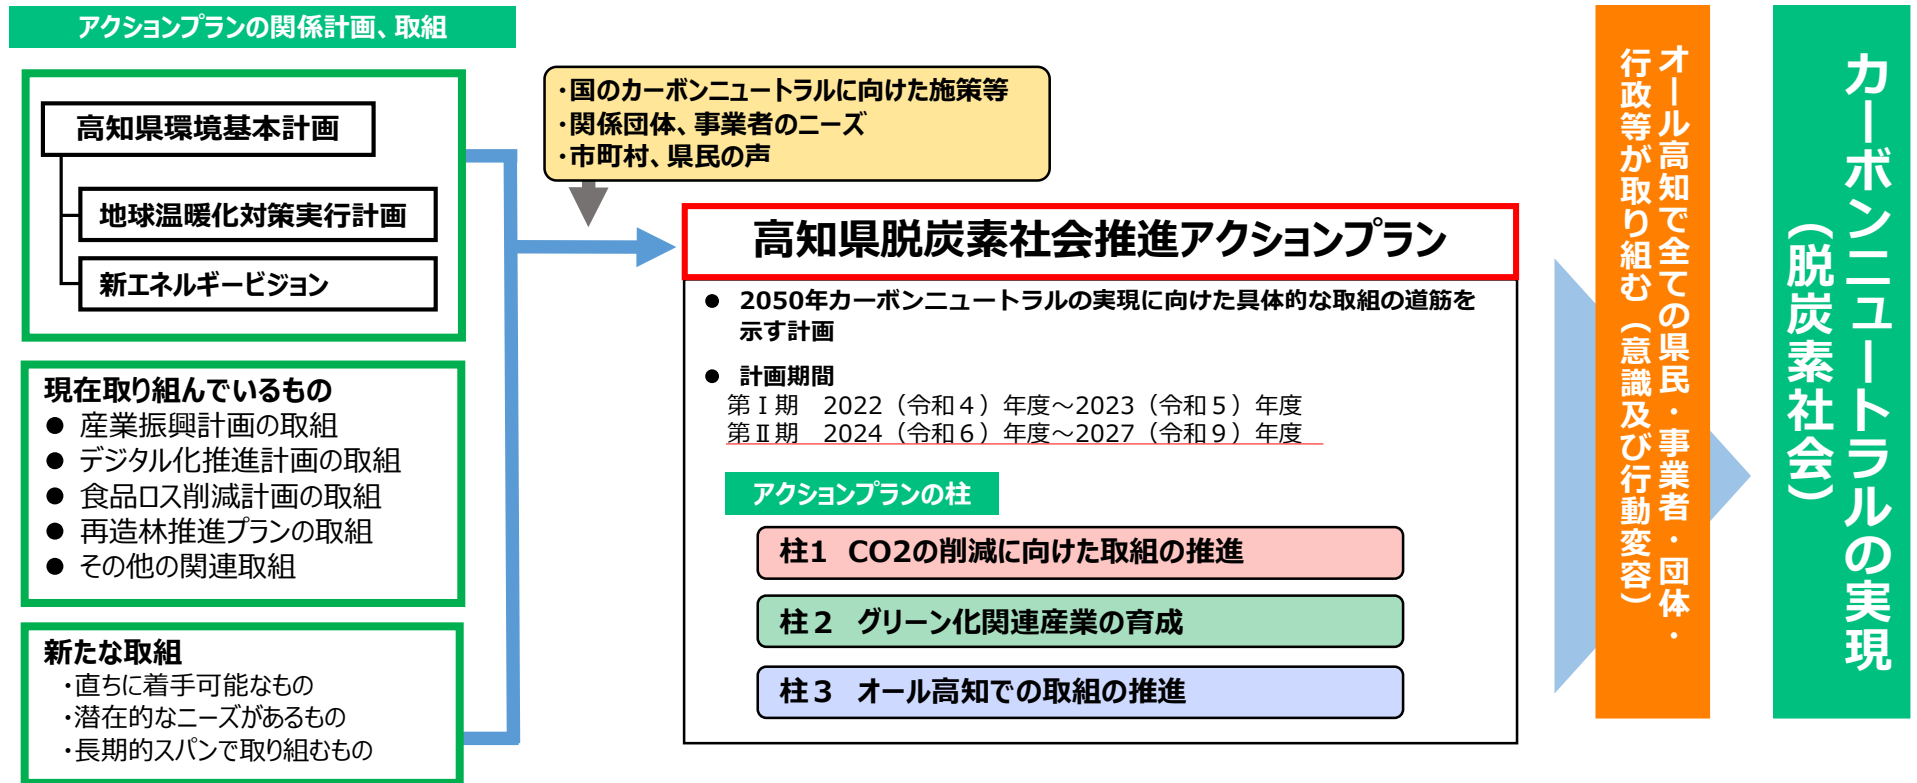 アクションプランの関係計画、取組
高知県環境基本計画
地球温暖化対策実行計画
新エネルギービジョン
現在取り組んでいるもの
● 産業振興計画の取組
● デジタル化推進計画の取組
● 食品ロス削減計画の取組
● 再造林推進プランの取組
● その他の関連取組
新たな取組
・直ちに着手可能なもの
・潜在的なニーズがあるもの
・長期的スパンで取り組むもの
・国のカーボンニュートラルに向けた施策等
・関係団体、事業者のニーズ
・市町村、県民の声
高知県脱炭素社会推進アクションプラン
● 2050年カーボンニュートラルの実現に向けた具体的な取組の道筋を
示す計画
● 計画期間
第Ⅰ期 2022（令和４）年度～2023（令和５）年度
第Ⅱ期 2024（令和６）年度～2027（令和９）年度
アクションプランの柱
柱1 CO2の削減に向けた取組の推進
柱２ グリーン化関連産業の育成
柱３ オール高知での取組の推進
オール高知で全ての県民・事業者・団体・
行政等が取り組む（意識及び行動変容）
カーボンニュートラルの実現
（脱炭素社会）